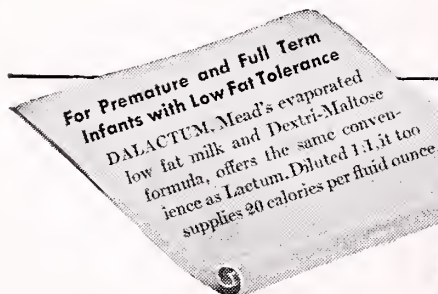 For Premature and Full Term
Infants with Low Fat Tolerance
DALACTUM, Mead's evaporated
low fat milk and Dextri-Maltose
formula, offers the same conven-
ience as Lactum. Diluted 1:1, it too
supplies 20 calories per fluid ounce.